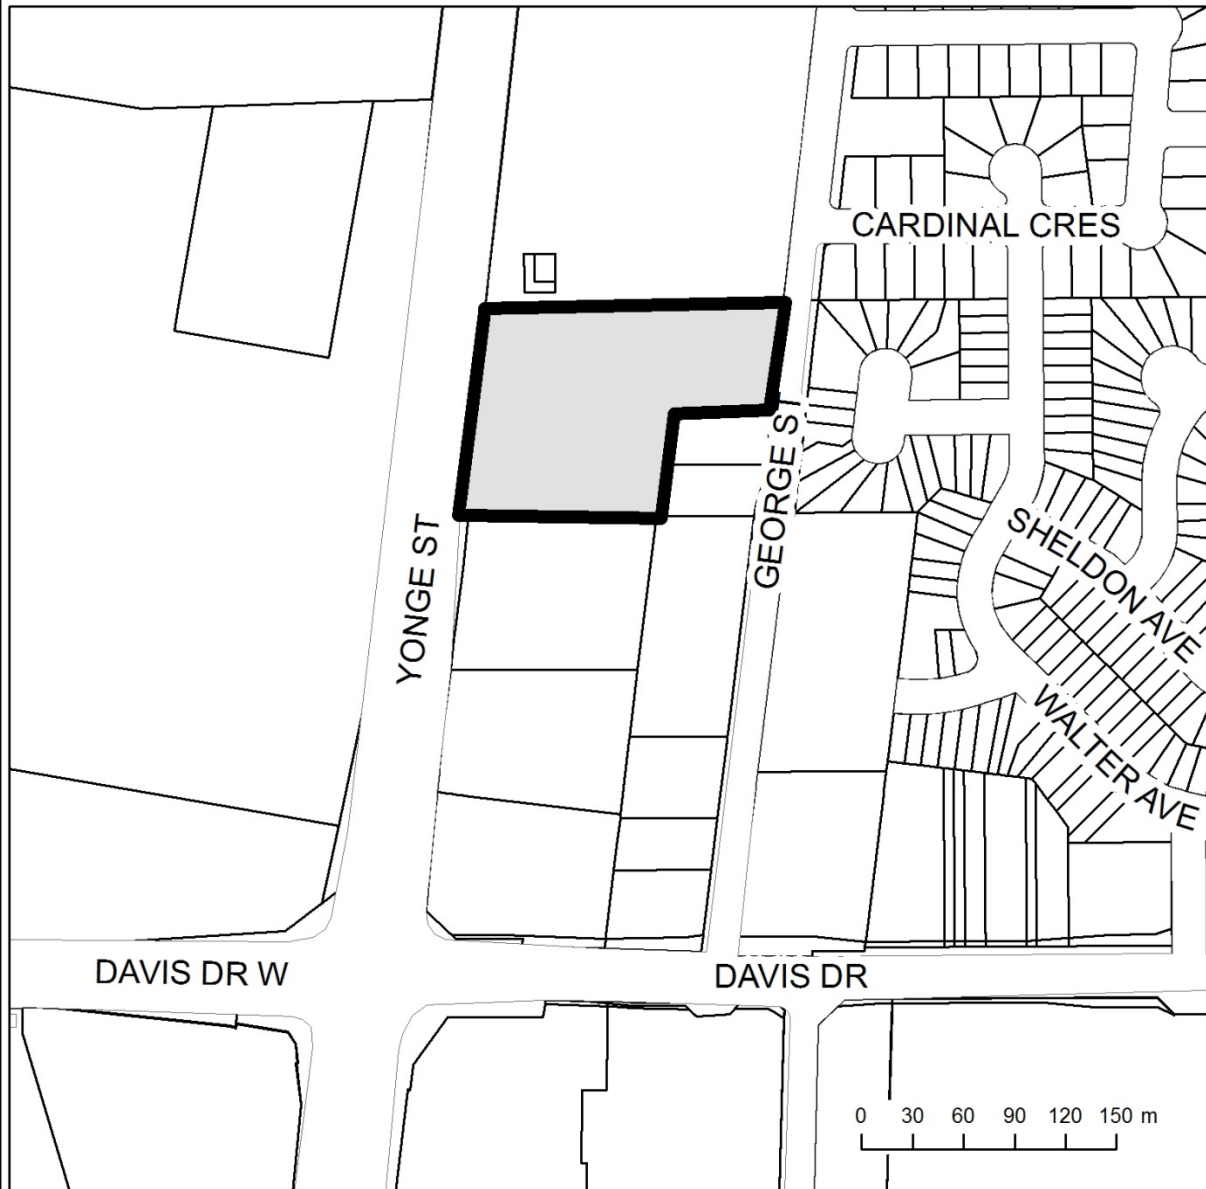 CARDINAL CRES
GEORGE S
SHELDON AVE
YONGE ST
WALTER AVE
DAVIS DR W
DAVIS DR
0 30 60 90 120 150 m